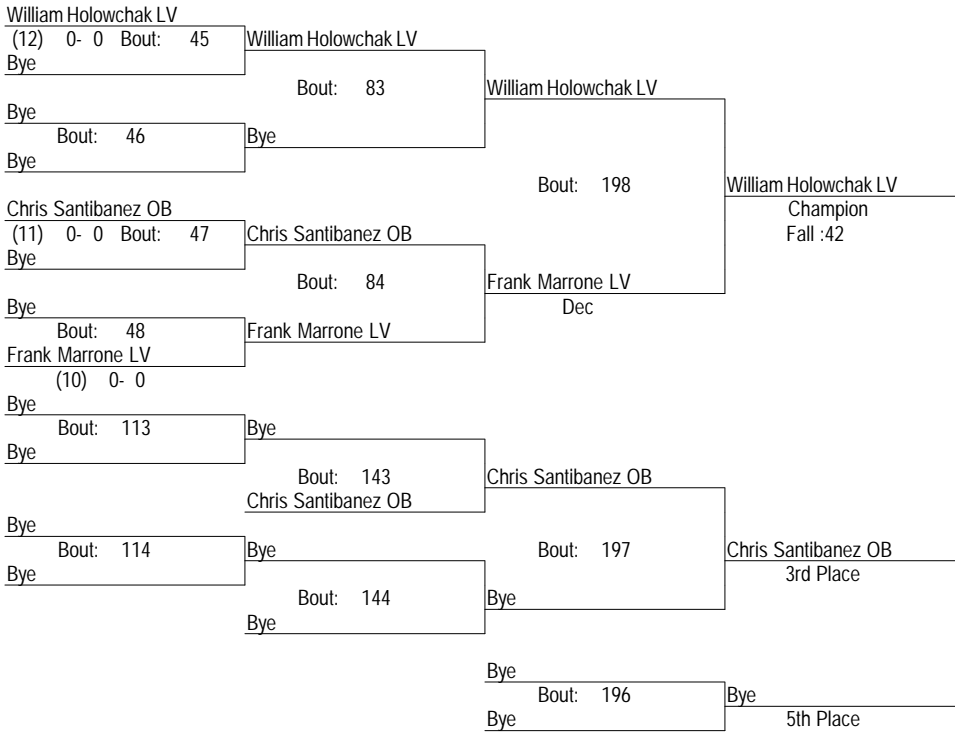 William Holowchak LV
(12) 0- 0 Bout: 45
Bye
William Holowchak LV
Bout: 83
William Holowchak LV
Bye
Bout: 46
Bye
Bye
Bout: 198
William Holowchak LV
Champion
Fall :42
Chris Santibanez OB
(11) 0- 0 Bout: 47
Bye
Chris Santibanez OB
Bout: 84
Frank Marrone LV
Dec
Bye
Bout: 48
Frank Marrone LV
Frank Marrone LV
(10) 0- 0
Bye
Bout: 113
Bye
Bye
Bout: 143
Chris Santibanez OB
Chris Santibanez OB
Bye
Bout: 114
Bye
Bye
Bout: 197
Chris Santibanez OB
3rd Place
Bout: 144
Bye
Bye
Bye
Bout: 196
Bye
Bye
5th Place